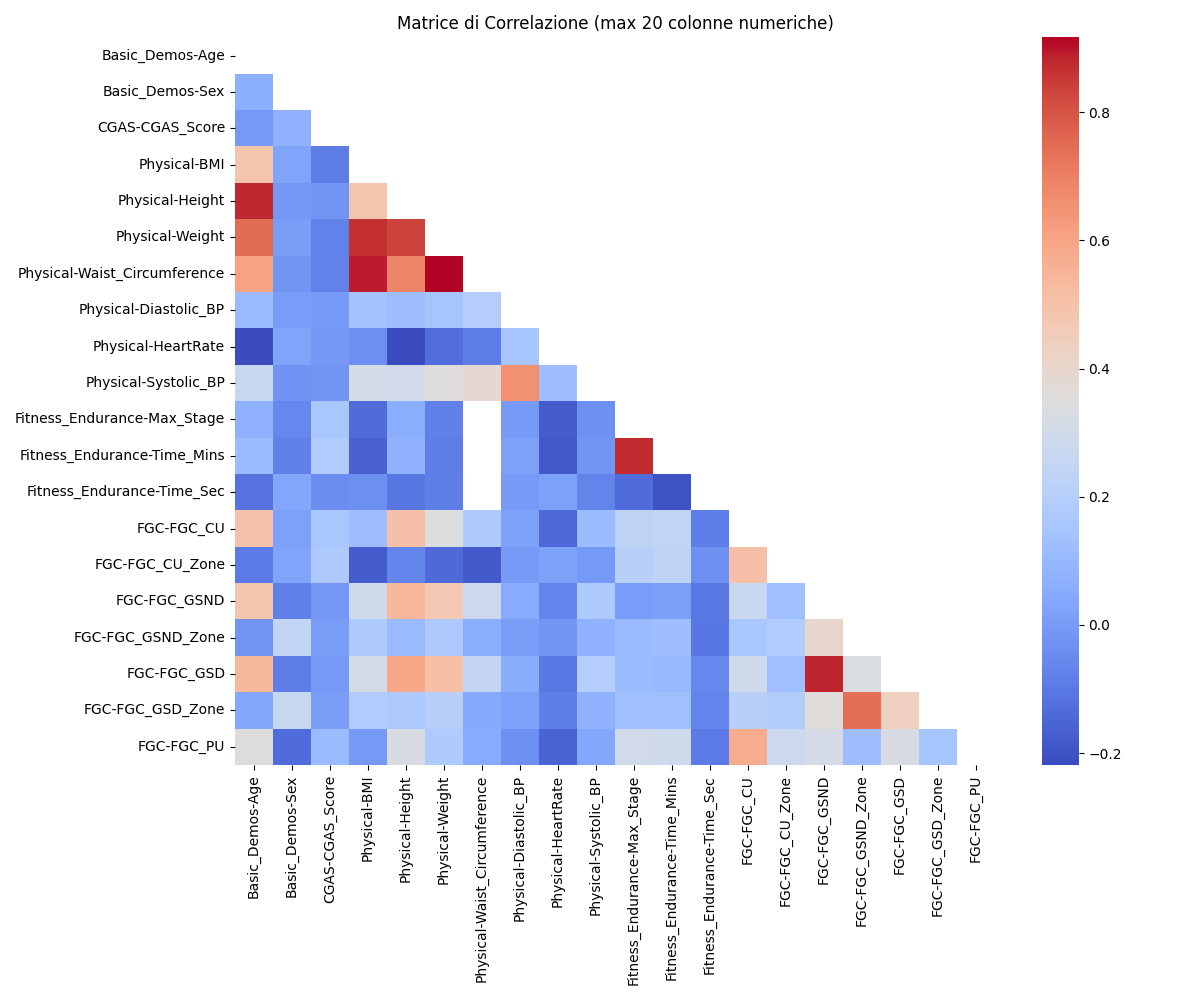 Matrice di Correlazione (max 20 colonne numeriche)
Basic_Demos-Age
Basic_Demos-Sex
CGAS-CGAS_Score
Physical-BMI
Physical-Height
Physical-Weight
Physical-Waist_Circumference
Physical-Diastolic_BP
Physical-HeartRate
Physical-Systolic_BP
Fitness_Endurance-Max_Stage
Fitness_Endurance-Time_Mins
Fitness_Endurance-Time_Sec
FGC-FGC_CU
FGC-FGC_CU_Zone
FGC-FGC_GSND
FGC-FGC_GSND_Zone
FGC-FGC_GSD
FGC-FGC_GSD_Zone
FGC-FGC_PU
Basic_Demos-Age
Basic_Demos-Sex
CGAS-CGAS_Score
Physical-BMI
Physical-Height
Physical-Weight
Physical-Waist_Circumference
Physical-Diastolic_BP
Physical-HeartRate
Physical-Systolic_BP
Fitness_Endurance-Max_Stage
Fitness_Endurance-Time_Mins
Fitness_Endurance-Time_Sec
FGC-FGC_CU
FGC-FGC_CU_Zone
FGC-FGC_GSND
FGC-FGC_GSND_Zone
FGC-FGC_GSD
FGC-FGC_GSD_Zone
FGC-FGC_PU
0.8
0.6
0.4
0.2
0.0
−0.2